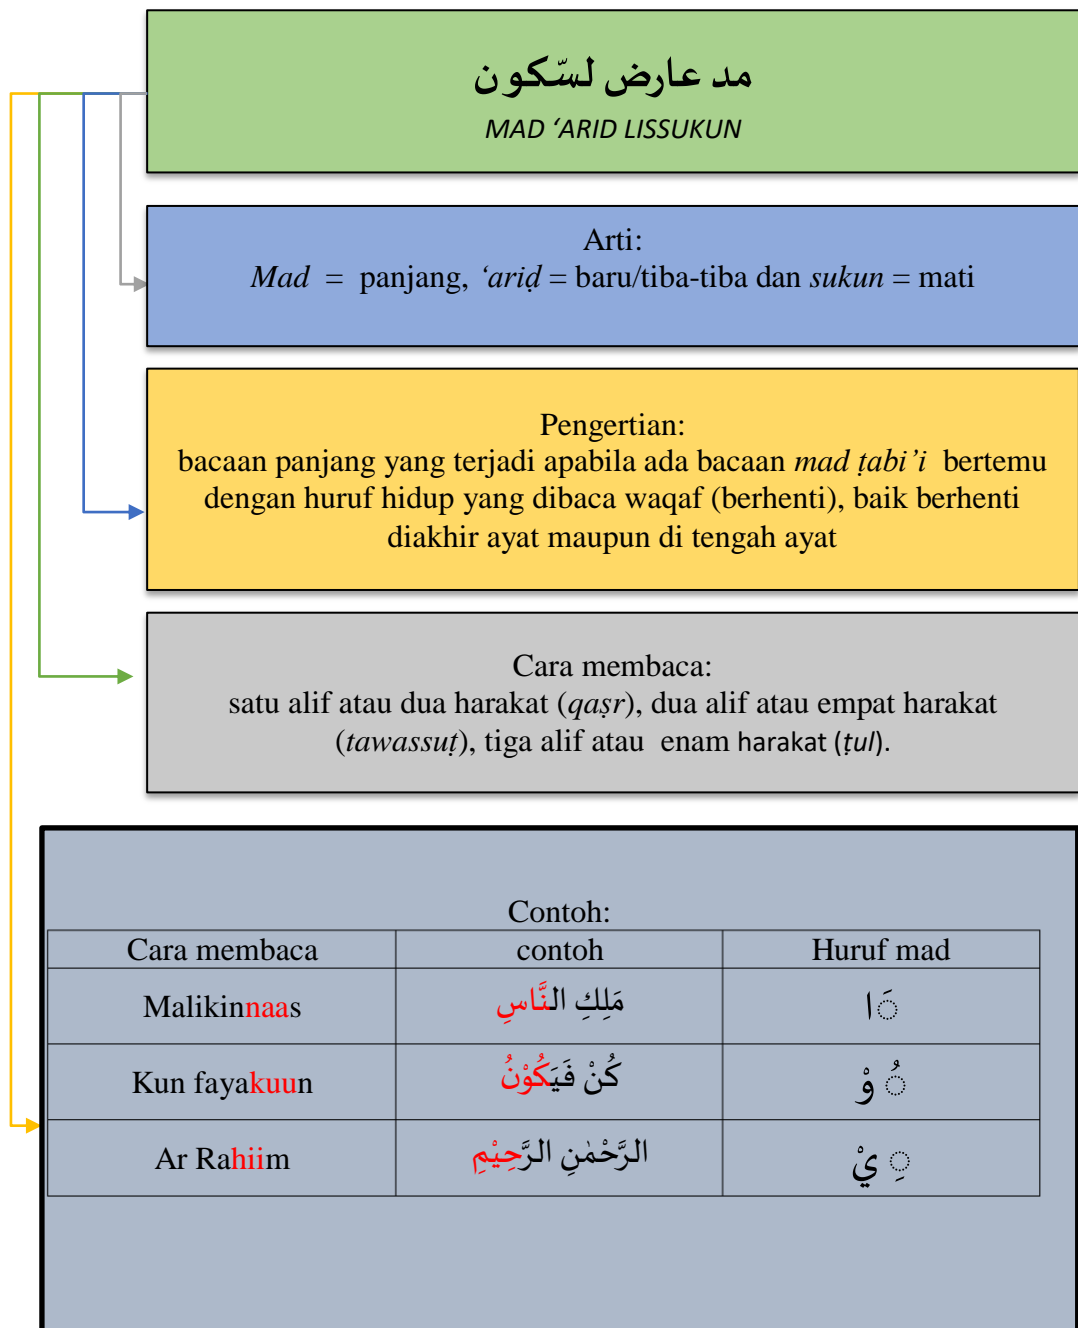 مد عارض لسّكون
MAD ‘ARID LISSUKUN
Arti:
Mad = panjang, ‘ariḍ = baru/tiba-tiba dan sukun = mati
Pengertian:
bacaan panjang yang terjadi apabila ada bacaan mad ṭabi’i bertemu
dengan huruf hidup yang dibaca waqaf (berhenti), baik berhenti
diakhir ayat maupun di tengah ayat
Cara membaca:
satu alif atau dua harakat (qaṣr), dua alif atau empat harakat
(tawassuṭ), tiga alif atau enam harakat (ṭul).
Contoh:
Cara membaca contoh Huruf mad
Malikinnaas مَلِكِ النَّاسِ ◌َا
Kun fayakuun كُنْ فَيَكُوْنُ ◌ُ وْ
Ar Rahiim الرَّحْمٰنِ الرَّحِيْمِ ◌ِ يْ